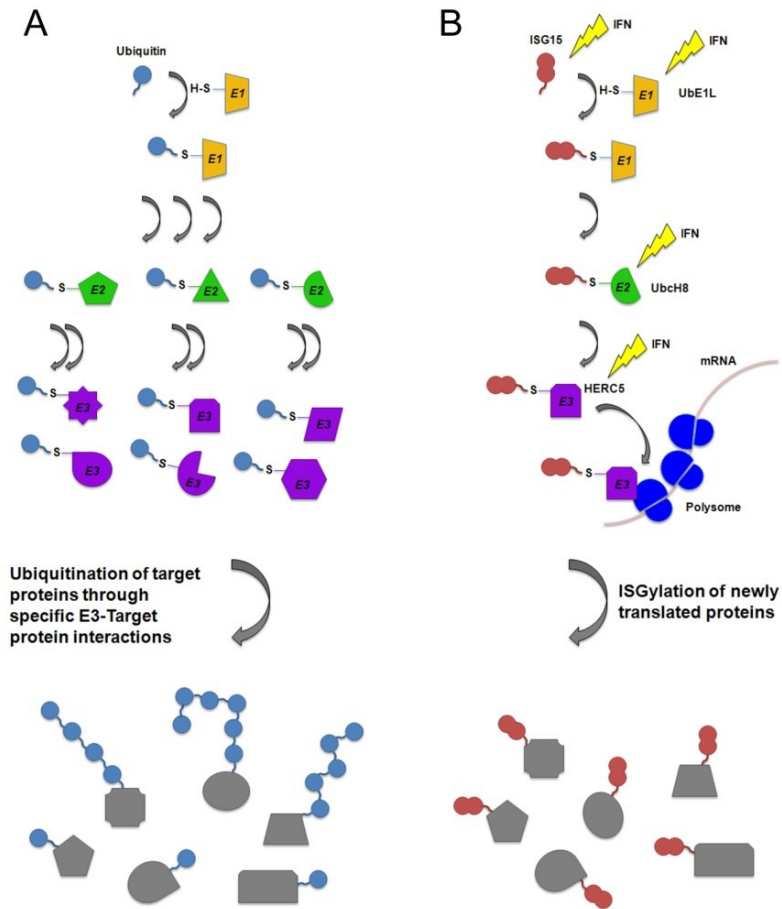 A
Ubiquitin
H-S
E1
S
E1
S
E2
S
E2
S
E2
S
E3
S
E3
S
E3
S
E3
S
E3
S
E3
Ubiquitination of target
proteins through
specific E3-Target
protein interactions
B
ISG15
IFN
IFN
H-S
E1
UbE1L
S
E1
IFN
S
E2
UbcH8
IFN
mRNA
HERC5
S
E3
S
E3
Polysome
ISGylation of newly
translated proteins